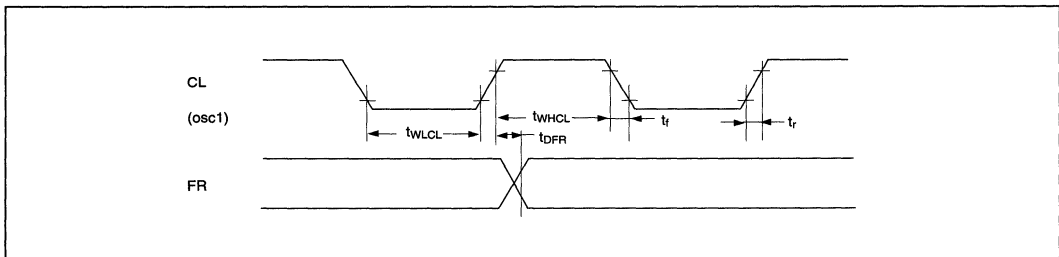 CL
(osc1)
tWLCL
tWHCL
tDFR
tf
tr
FR